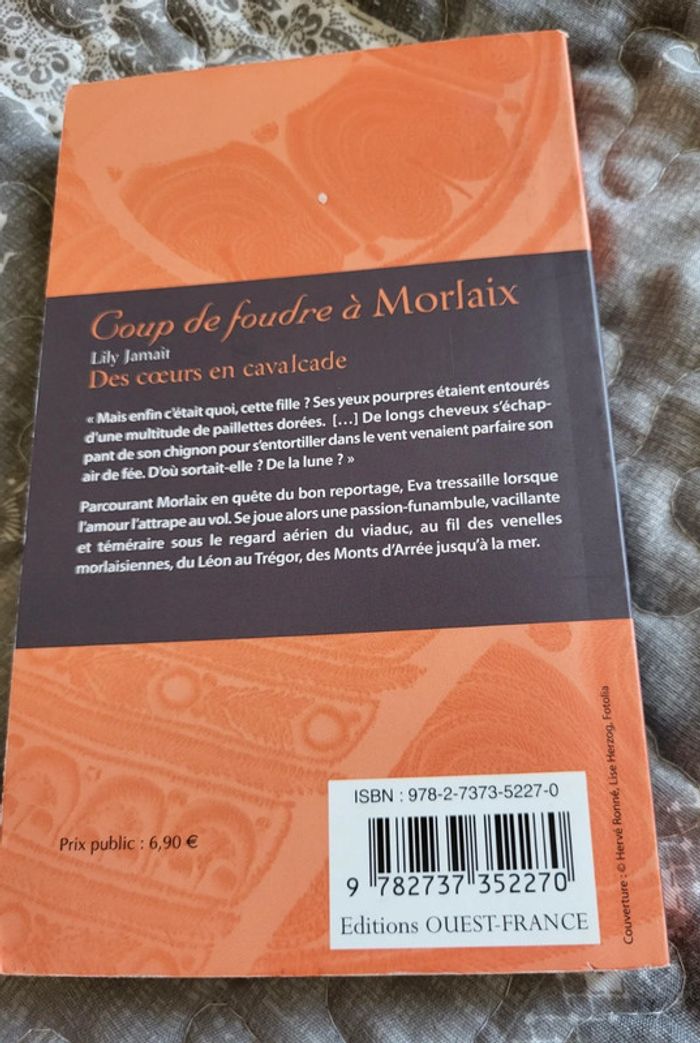 Coup de foudre à Morlaix
Lily Jamait
Des cœurs en cavalcade
« Mais enfin c'était quoi, cette fille ? Ses yeux pourpres étaient entourés
d'une multitude de paillettes dorées. […] De longs cheveux s'échap-
pant de son chignon pour s'entortiller dans le vent venaient parfaire son
air de fée. D'où sortait-elle ? De la lune ? »
Parcourant Morlaix en quête du bon reportage, Eva tressaille lorsque
l'amour l'attrape au vol. Se joue alors une passion-funambule, vacillante
et téméraire sous le regard aérien du viaduc, au fil des venelles
morlaisiennes, du Léon au Trégor, des Monts d'Arrée jusqu'à la mer.
Prix public : 6,90 €
ISBN : 978-2-7373-5227-0
9 782737 352270
Editions OUEST-FRANCE
Couverture : © Hervé Ronné, Lise Herzog, Fotolia